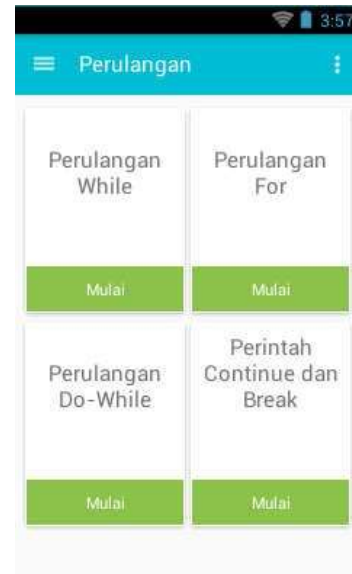 3:57
Perulangan
Perulangan
While
Perulangan
For
Mulai
Mulai
Perulangan
Do-While
Perintah
Continue dan
Break
Mulai
Mulai